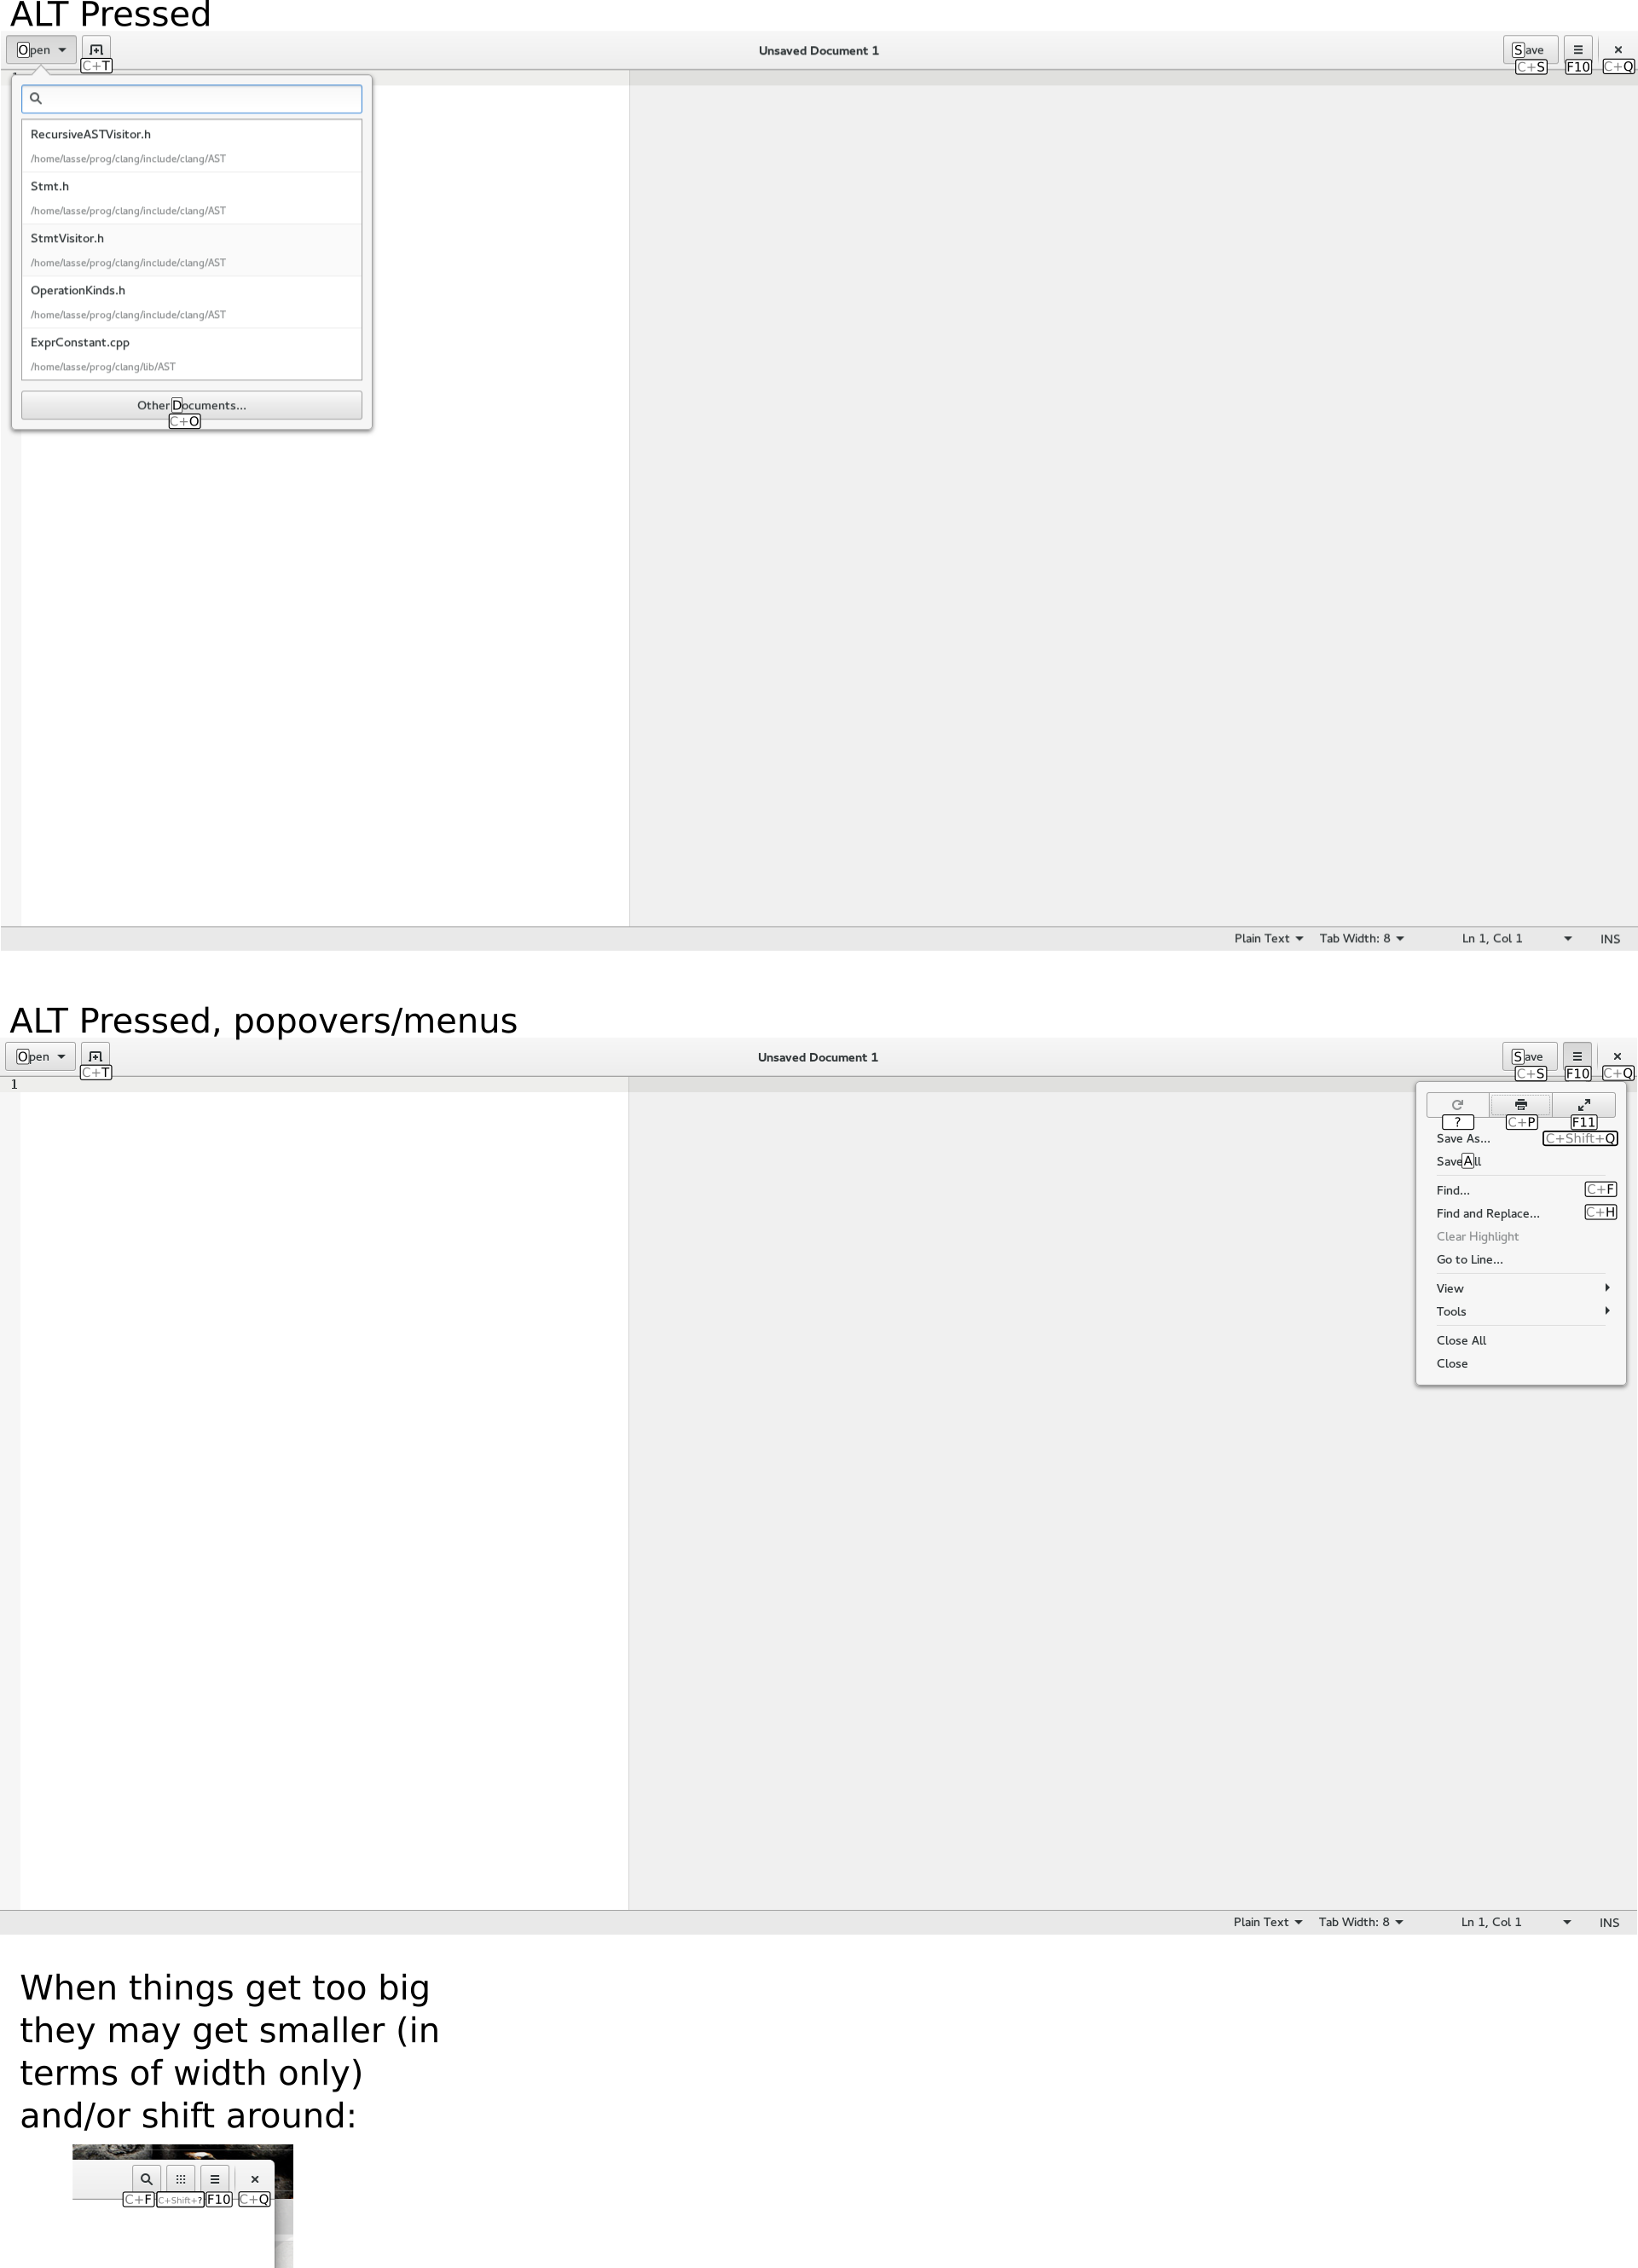 ALT Pressed
Open Unsaved Document 1 Save
C+T C+S F10 C+Q
RecursiveASTVisitor.h
/home/lasse/prog/clang/include/clang/AST
Stmt.h
/home/lasse/prog/clang/include/clang/AST
StmtVisitor.h
/home/lasse/prog/clang/include/clang/AST
OperationKinds.h
/home/lasse/prog/clang/include/clang/AST
ExprConstant.cpp
/home/lasse/prog/clang/lib/AST
Other Documents...
C+O
Plain Text Tab Width: 8 Ln 1, Col 1 INS
ALT Pressed, popovers/menus
Open Unsaved Document 1 Save
C+T C+S F10 C+Q
1
? C+P F11
Save As... C+Shift+Q
Save All
Find... C+F
Find and Replace... C+H
Clear Highlight
Go to Line...
View
Tools
Close All
Close
Plain Text Tab Width: 8 Ln 1, Col 1 INS
When things get too big
they may get smaller (in
terms of width only)
and/or shift around:
C+F C+Shift+? F10 C+Q